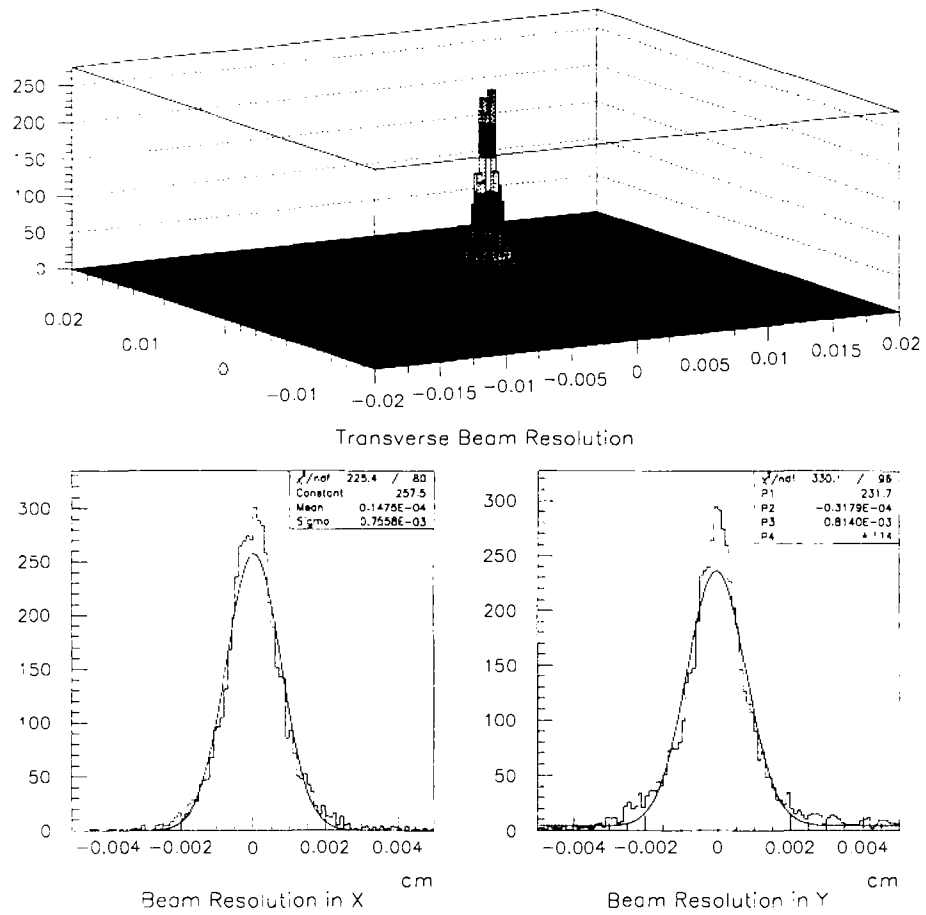 250
200
150
100
50
0
0.02
0.01
0
-0.01
-0.02
-0.015
-0.01
-0.005
0
0.005
0.01
0.015
0.02
Transverse Beam Resolution
300
250
200
150
100
50
0
χ²/ndf 225.4 / 80
Constant 257.5
Mean
Sigma 0.7558E-03
-0.004 -0.002 0 0.002 0.004
cm
Beam Resolution in X
300
250
200
150
100
50
0
χ²/ndf 330. / 96
P1 231.7
P2 -0.3179E-04
P3 0.8140E-03
P4
-0.004 -0.002 0 0.002 0.004
cm
Beam Resolution in Y